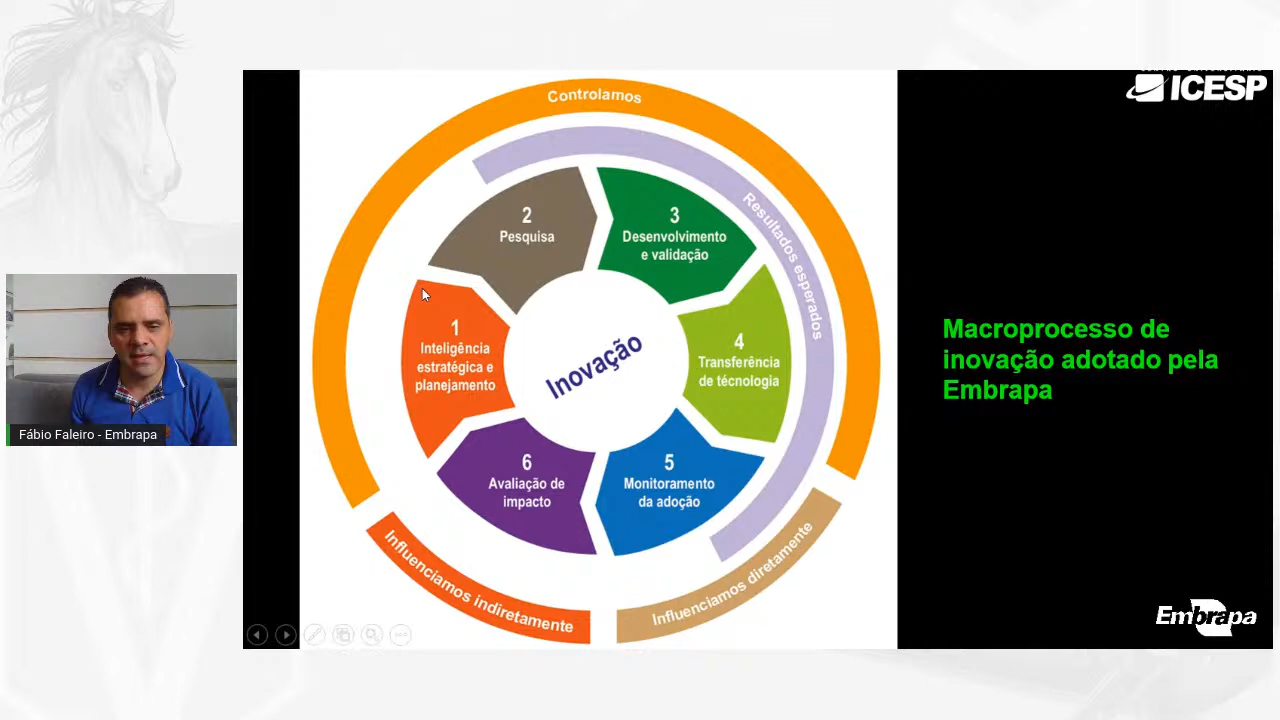 Controlamos
ICESP
Resultados esperados
2
Pesquisa
3
Desenvolvimento
e validação
1
Inteligência
estratégica e
planejamento
Inovação
4
Transferência
de técnologia
Macroprocesso de
inovação adotado pela
Embrapa
Fábio Faleiro - Embrapa
6
Avaliação de
impacto
5
Monitoramento
da adoção
Influenciamos indiretamente
Influenciamos diretamente
Embrapa